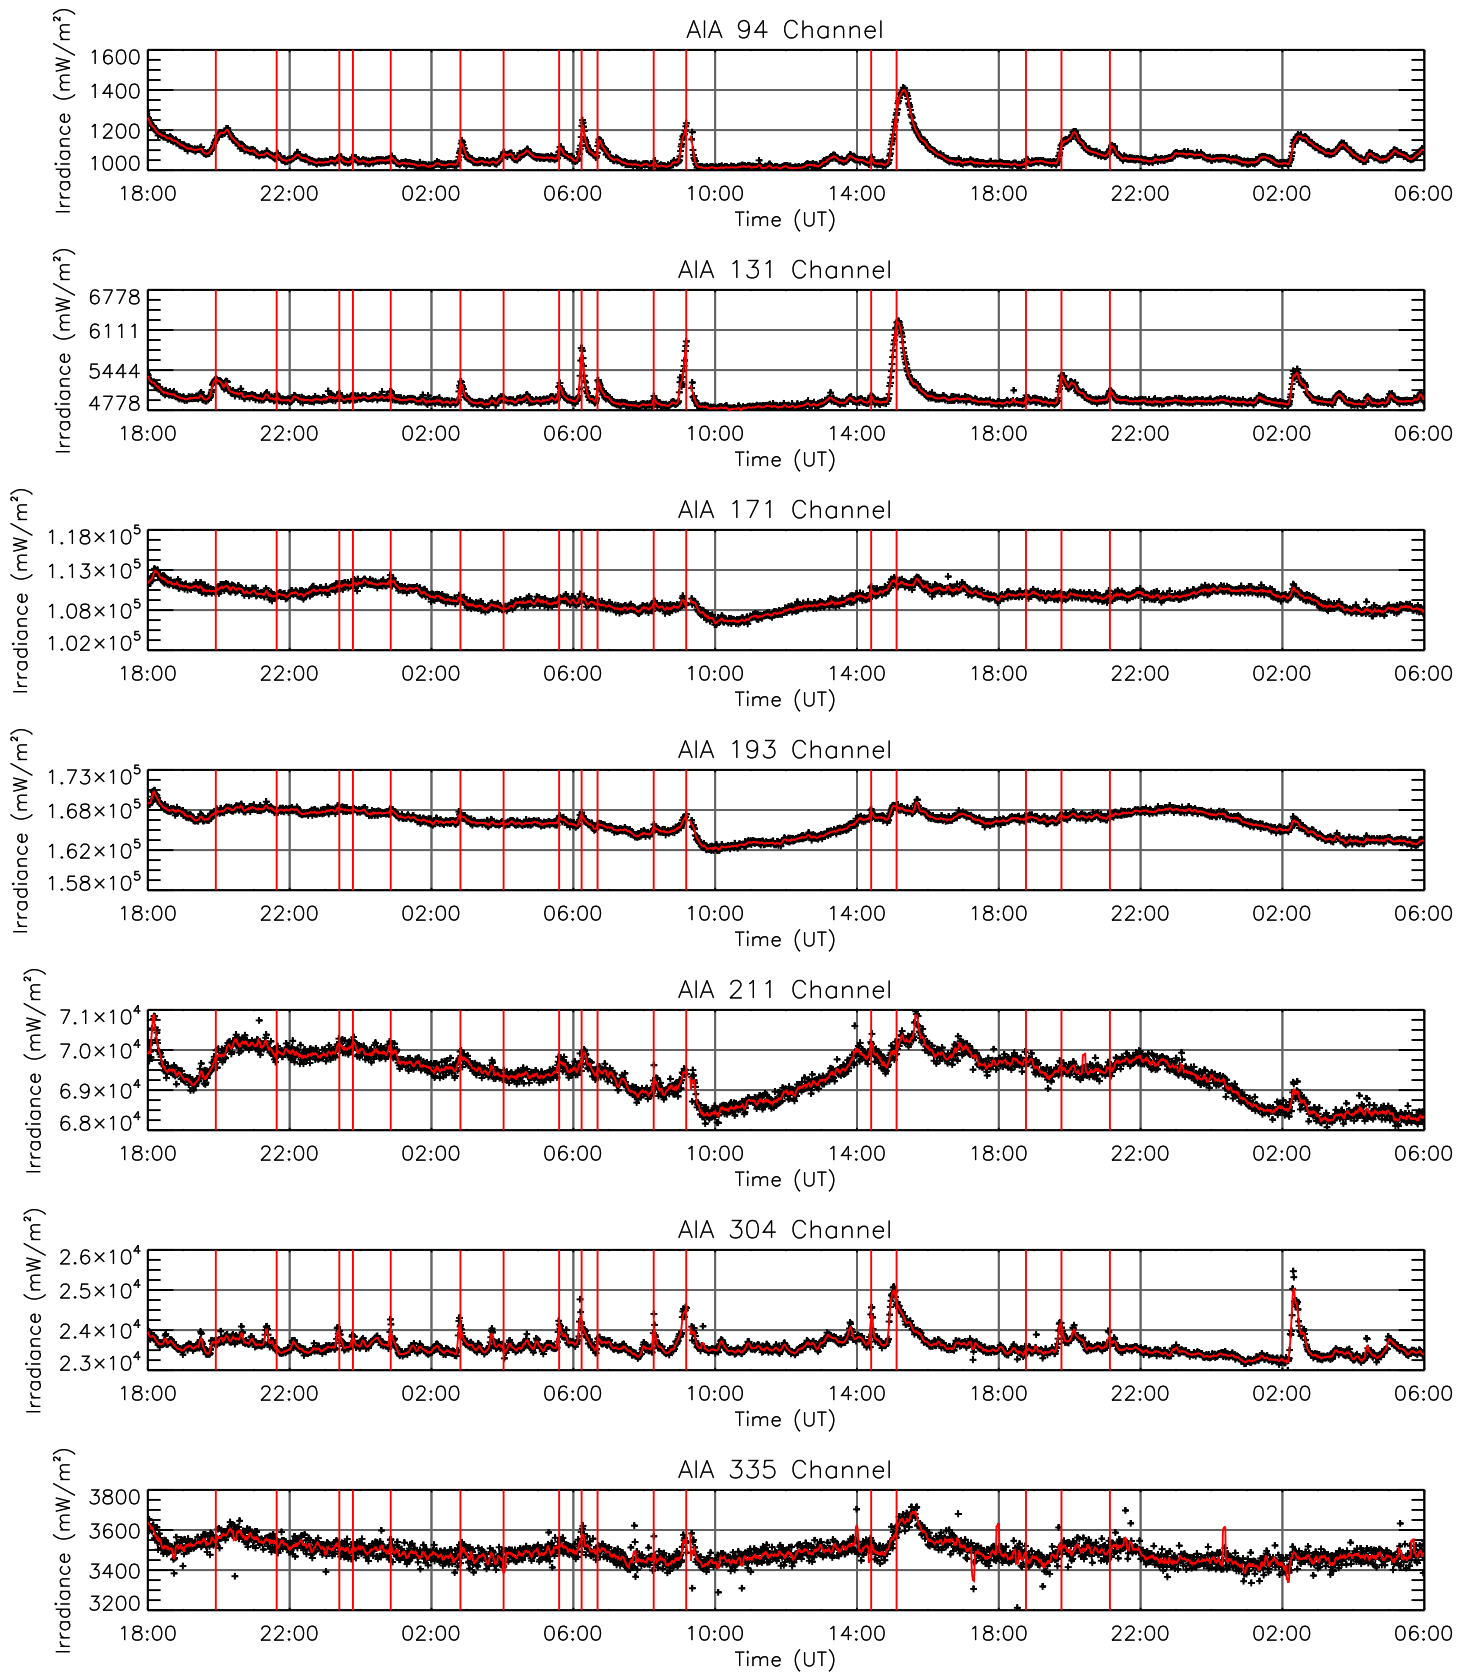 AIA 94 Channel
Irradiance (mW/m²)
1600
1400
1200
1000
18:00 22:00 02:00 06:00 10:00 14:00 18:00 22:00 02:00 06:00
Time (UT)
AIA 131 Channel
Irradiance (mW/m²)
6778
6111
5444
4778
18:00 22:00 02:00 06:00 10:00 14:00 18:00 22:00 02:00 06:00
Time (UT)
AIA 171 Channel
Irradiance (mW/m²)
1.18×10⁵
1.13×10⁵
1.08×10⁵
1.02×10⁵
18:00 22:00 02:00 06:00 10:00 14:00 18:00 22:00 02:00 06:00
Time (UT)
AIA 193 Channel
Irradiance (mW/m²)
1.73×10⁵
1.68×10⁵
1.62×10⁵
1.58×10⁵
18:00 22:00 02:00 06:00 10:00 14:00 18:00 22:00 02:00 06:00
Time (UT)
AIA 211 Channel
Irradiance (mW/m²)
7.1×10⁴
7.0×10⁴
6.9×10⁴
6.8×10⁴
18:00 22:00 02:00 06:00 10:00 14:00 18:00 22:00 02:00 06:00
Time (UT)
AIA 304 Channel
Irradiance (mW/m²)
2.6×10⁴
2.5×10⁴
2.4×10⁴
2.3×10⁴
18:00 22:00 02:00 06:00 10:00 14:00 18:00 22:00 02:00 06:00
Time (UT)
AIA 335 Channel
Irradiance (mW/m²)
3800
3600
3400
3200
18:00 22:00 02:00 06:00 10:00 14:00 18:00 22:00 02:00 06:00
Time (UT)